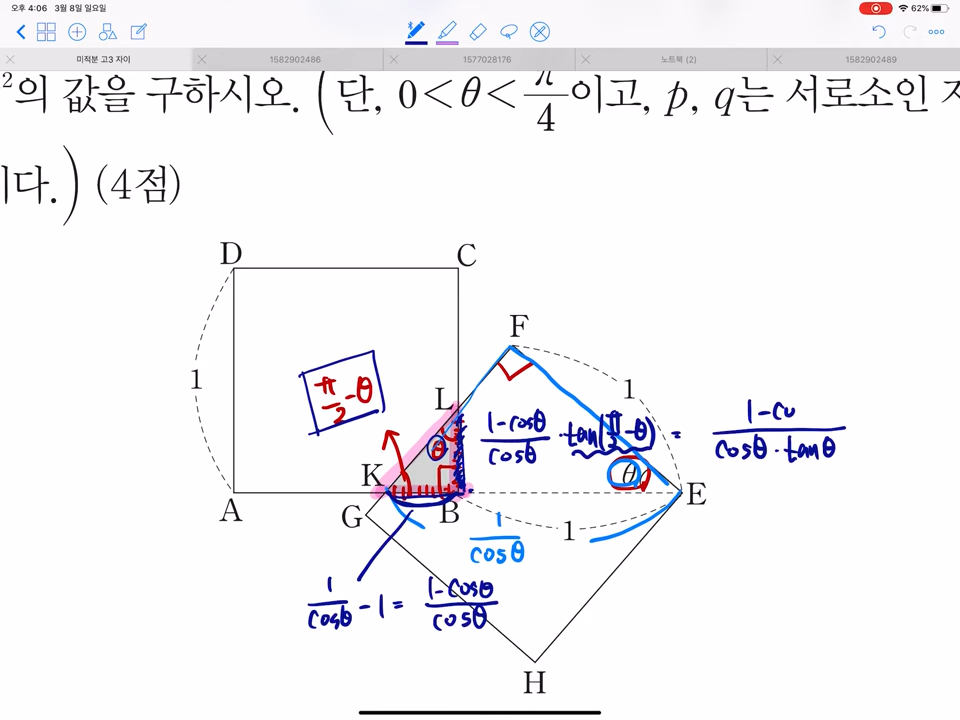 오후 4:06 3월 8일 일요일
62%
미적분 고3 자이
1582902486
1577028176
노트북 (2)
1582902489
²의 값을 구하시오. (단, 0<θ<π/4이고, p, q는 서로소인
이다.) (4점)
D
C
F
1
π/2-θ
L
1
1-cosθ/cosθ · tan(π/2-θ) = 1-co/cosθ·tanθ
θ
θ
K
A
G
B
E
1/cosθ
1
1/cosθ - 1 = 1-cosθ/cosθ
H